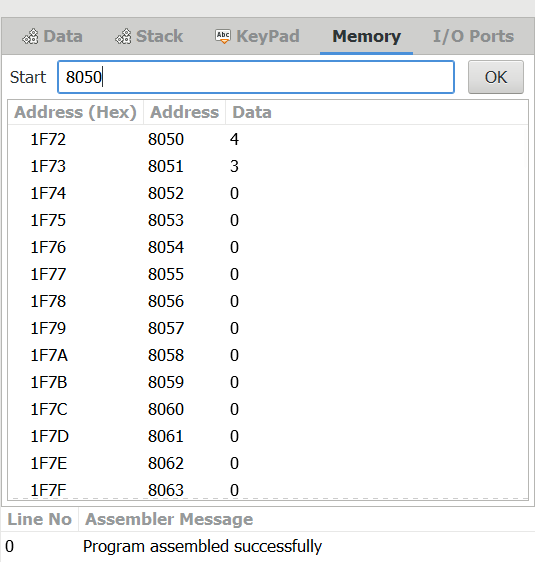 Data Stack KeyPad Memory I/O Ports
Start 8050 OK
Address (Hex) Address Data
1F72 8050 4
1F73 8051 3
1F74 8052 0
1F75 8053 0
1F76 8054 0
1F77 8055 0
1F78 8056 0
1F79 8057 0
1F7A 8058 0
1F7B 8059 0
1F7C 8060 0
1F7D 8061 0
1F7E 8062 0
1F7F 8063 0
Line No Assembler Message
0 Program assembled successfully